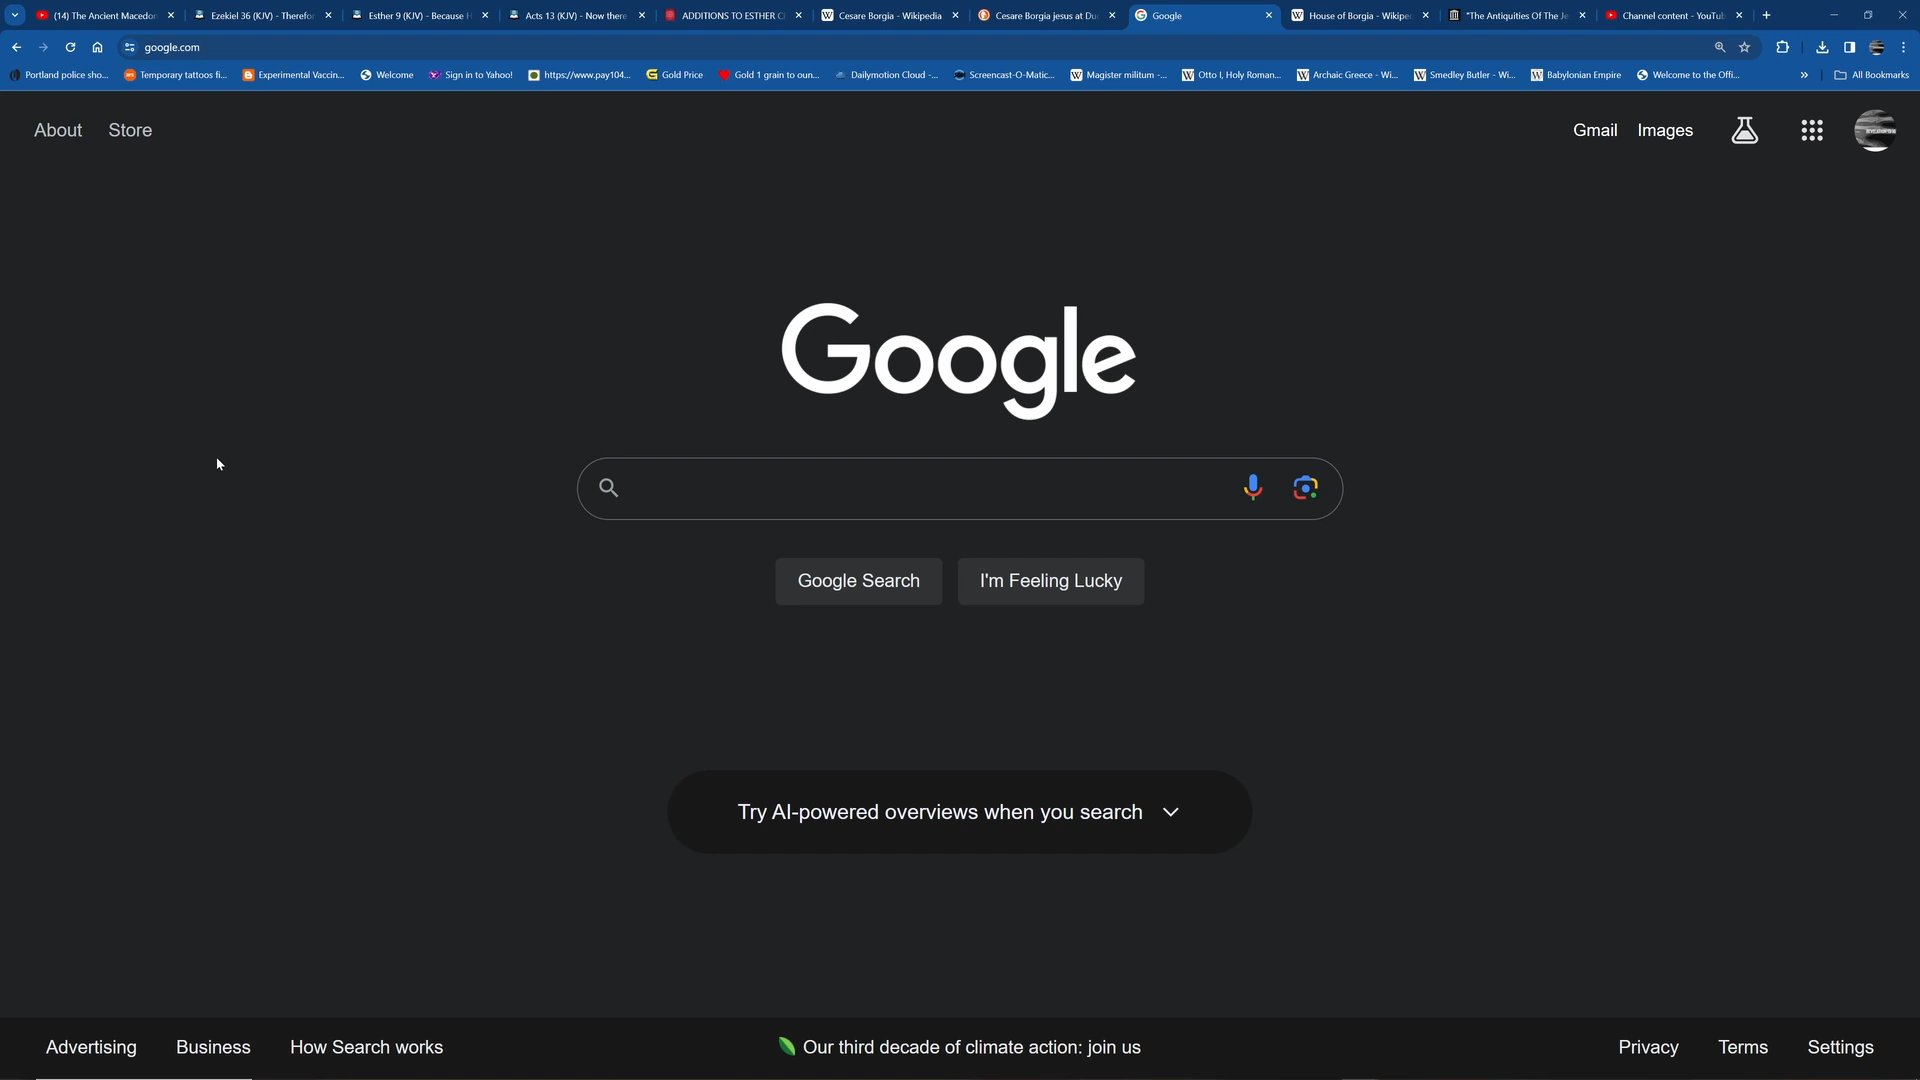 (14) The Ancient Macedon
Ezekiel 36 (KJV) - Therefor
Esther 9 (KJV) - Because H
Acts 13 (KJV) - Now there
ADDITIONS TO ESTHER C
Cesare Borgia - Wikipedia
Cesare Borgia jesus at Du
Google
House of Borgia - Wikipe
"The Antiquities Of The Je
Channel content - YouTub
google.com
Portland police sho...
Temporary tattoos fi...
Experimental Vaccin...
Welcome
Sign in to Yahoo!
https://www.pay104...
Gold Price
Gold 1 grain to oun...
Dailymotion Cloud -...
Screencast-O-Matic...
Magister militum -...
Otto I, Holy Roman...
Archaic Greece - Wi...
Smedley Butler - Wi...
Babylonian Empire
Welcome to the Offi...
All Bookmarks
About Store
Gmail Images
Google
Google Search I'm Feeling Lucky
Try AI-powered overviews when you search
Advertising Business How Search works
Our third decade of climate action: join us
Privacy Terms Settings